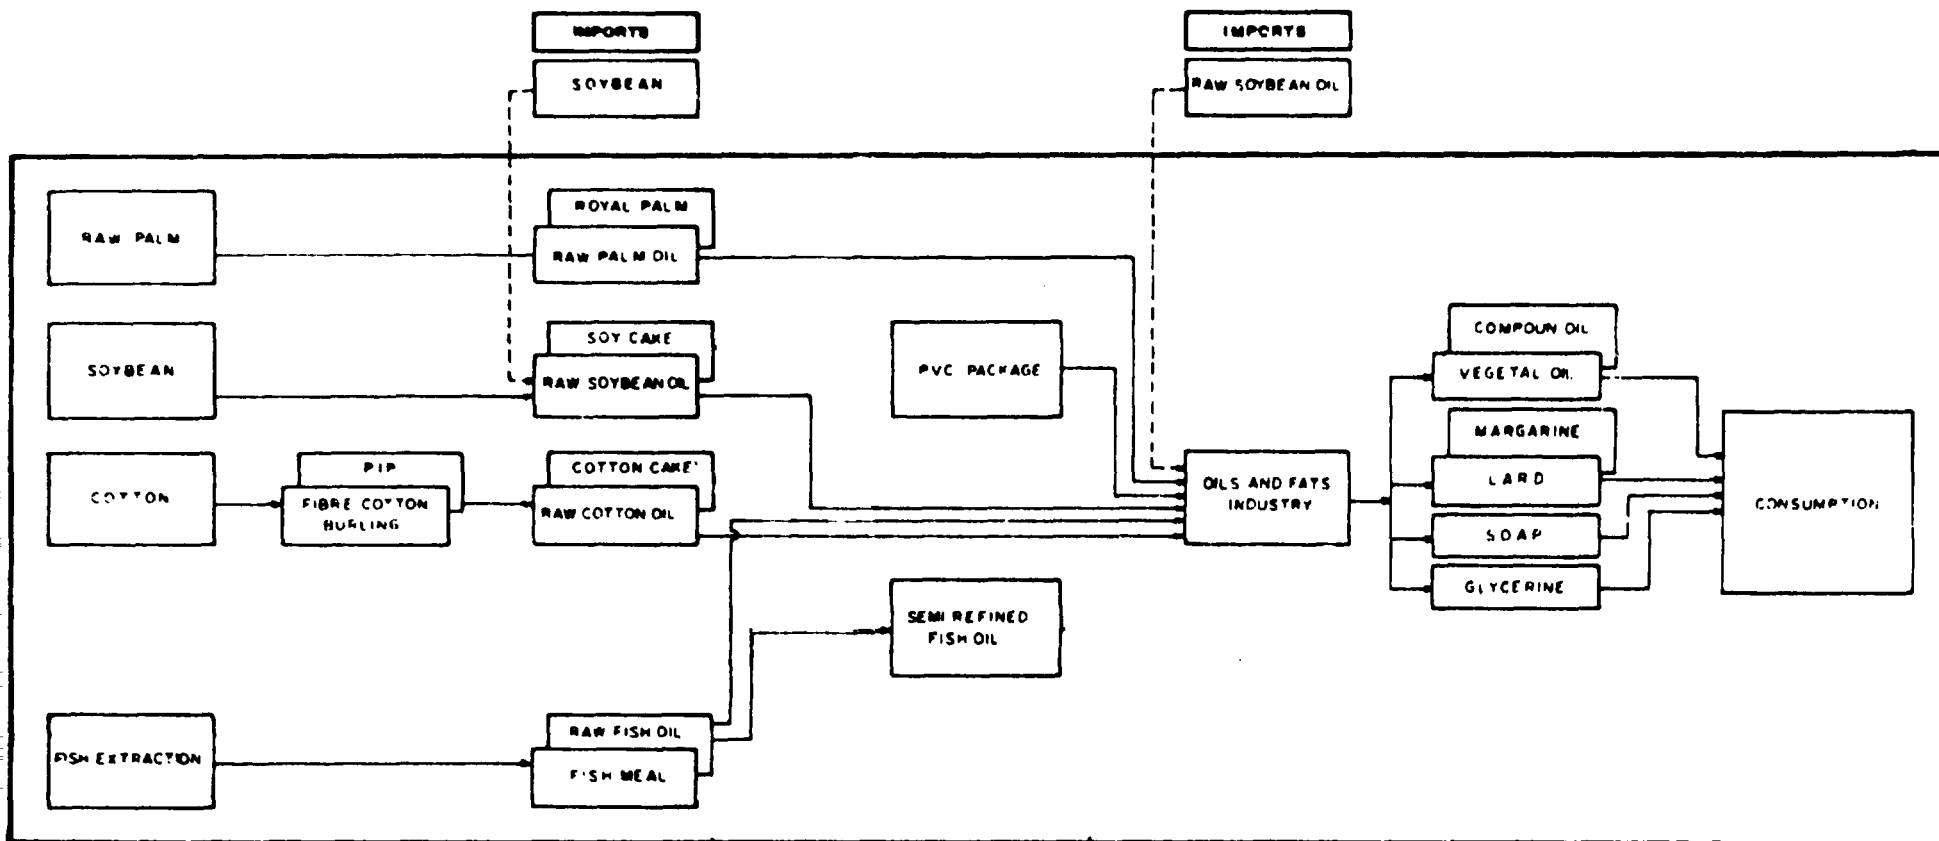 IMPORTS
IMPORTS
SOYBEAN
RAW SOYBEAN OIL
ROYAL PALM
RAW PALM
RAW PALM OIL
COMPOUN OIL
SOY CAKE
SOYBEAN
RAW SOYBEAN OIL
PVC PACKAGE
VEGETAL OIL
MARGARINE
PIP
COTTON CAKE
COTTON
FIBRE COTTON
BURLING
RAW COTTON OIL
OILS AND FATS
INDUSTRY
LARD
CONSUMPTION
SOAP
GLYCERINE
SEMI REFINED
FISH OIL
RAW FISH OIL
FISH EXTRACTION
FISH MEAL